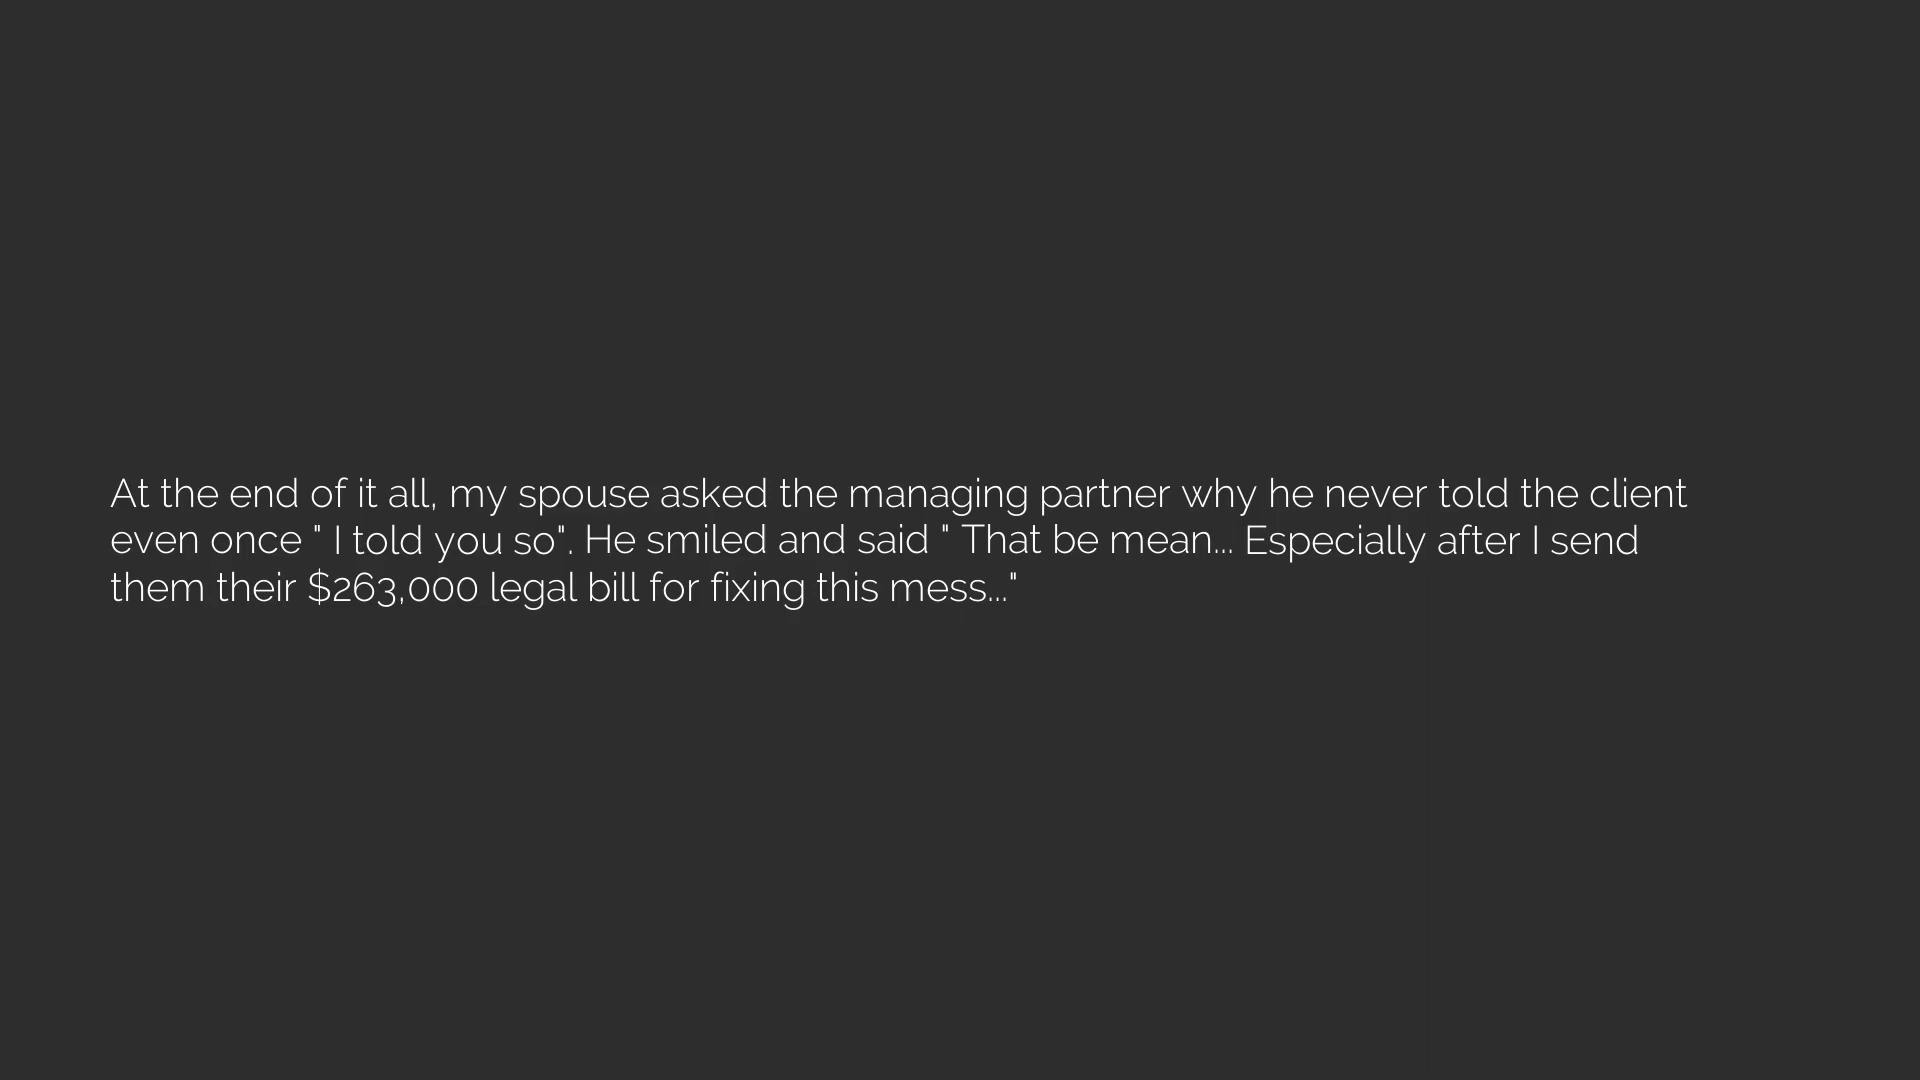 At the end of it all, my spouse asked the managing partner why he never told the client
even once " I told you so". He smiled and said " That be mean... Especially after I send
them their $263,000 legal bill for fixing this mess..."